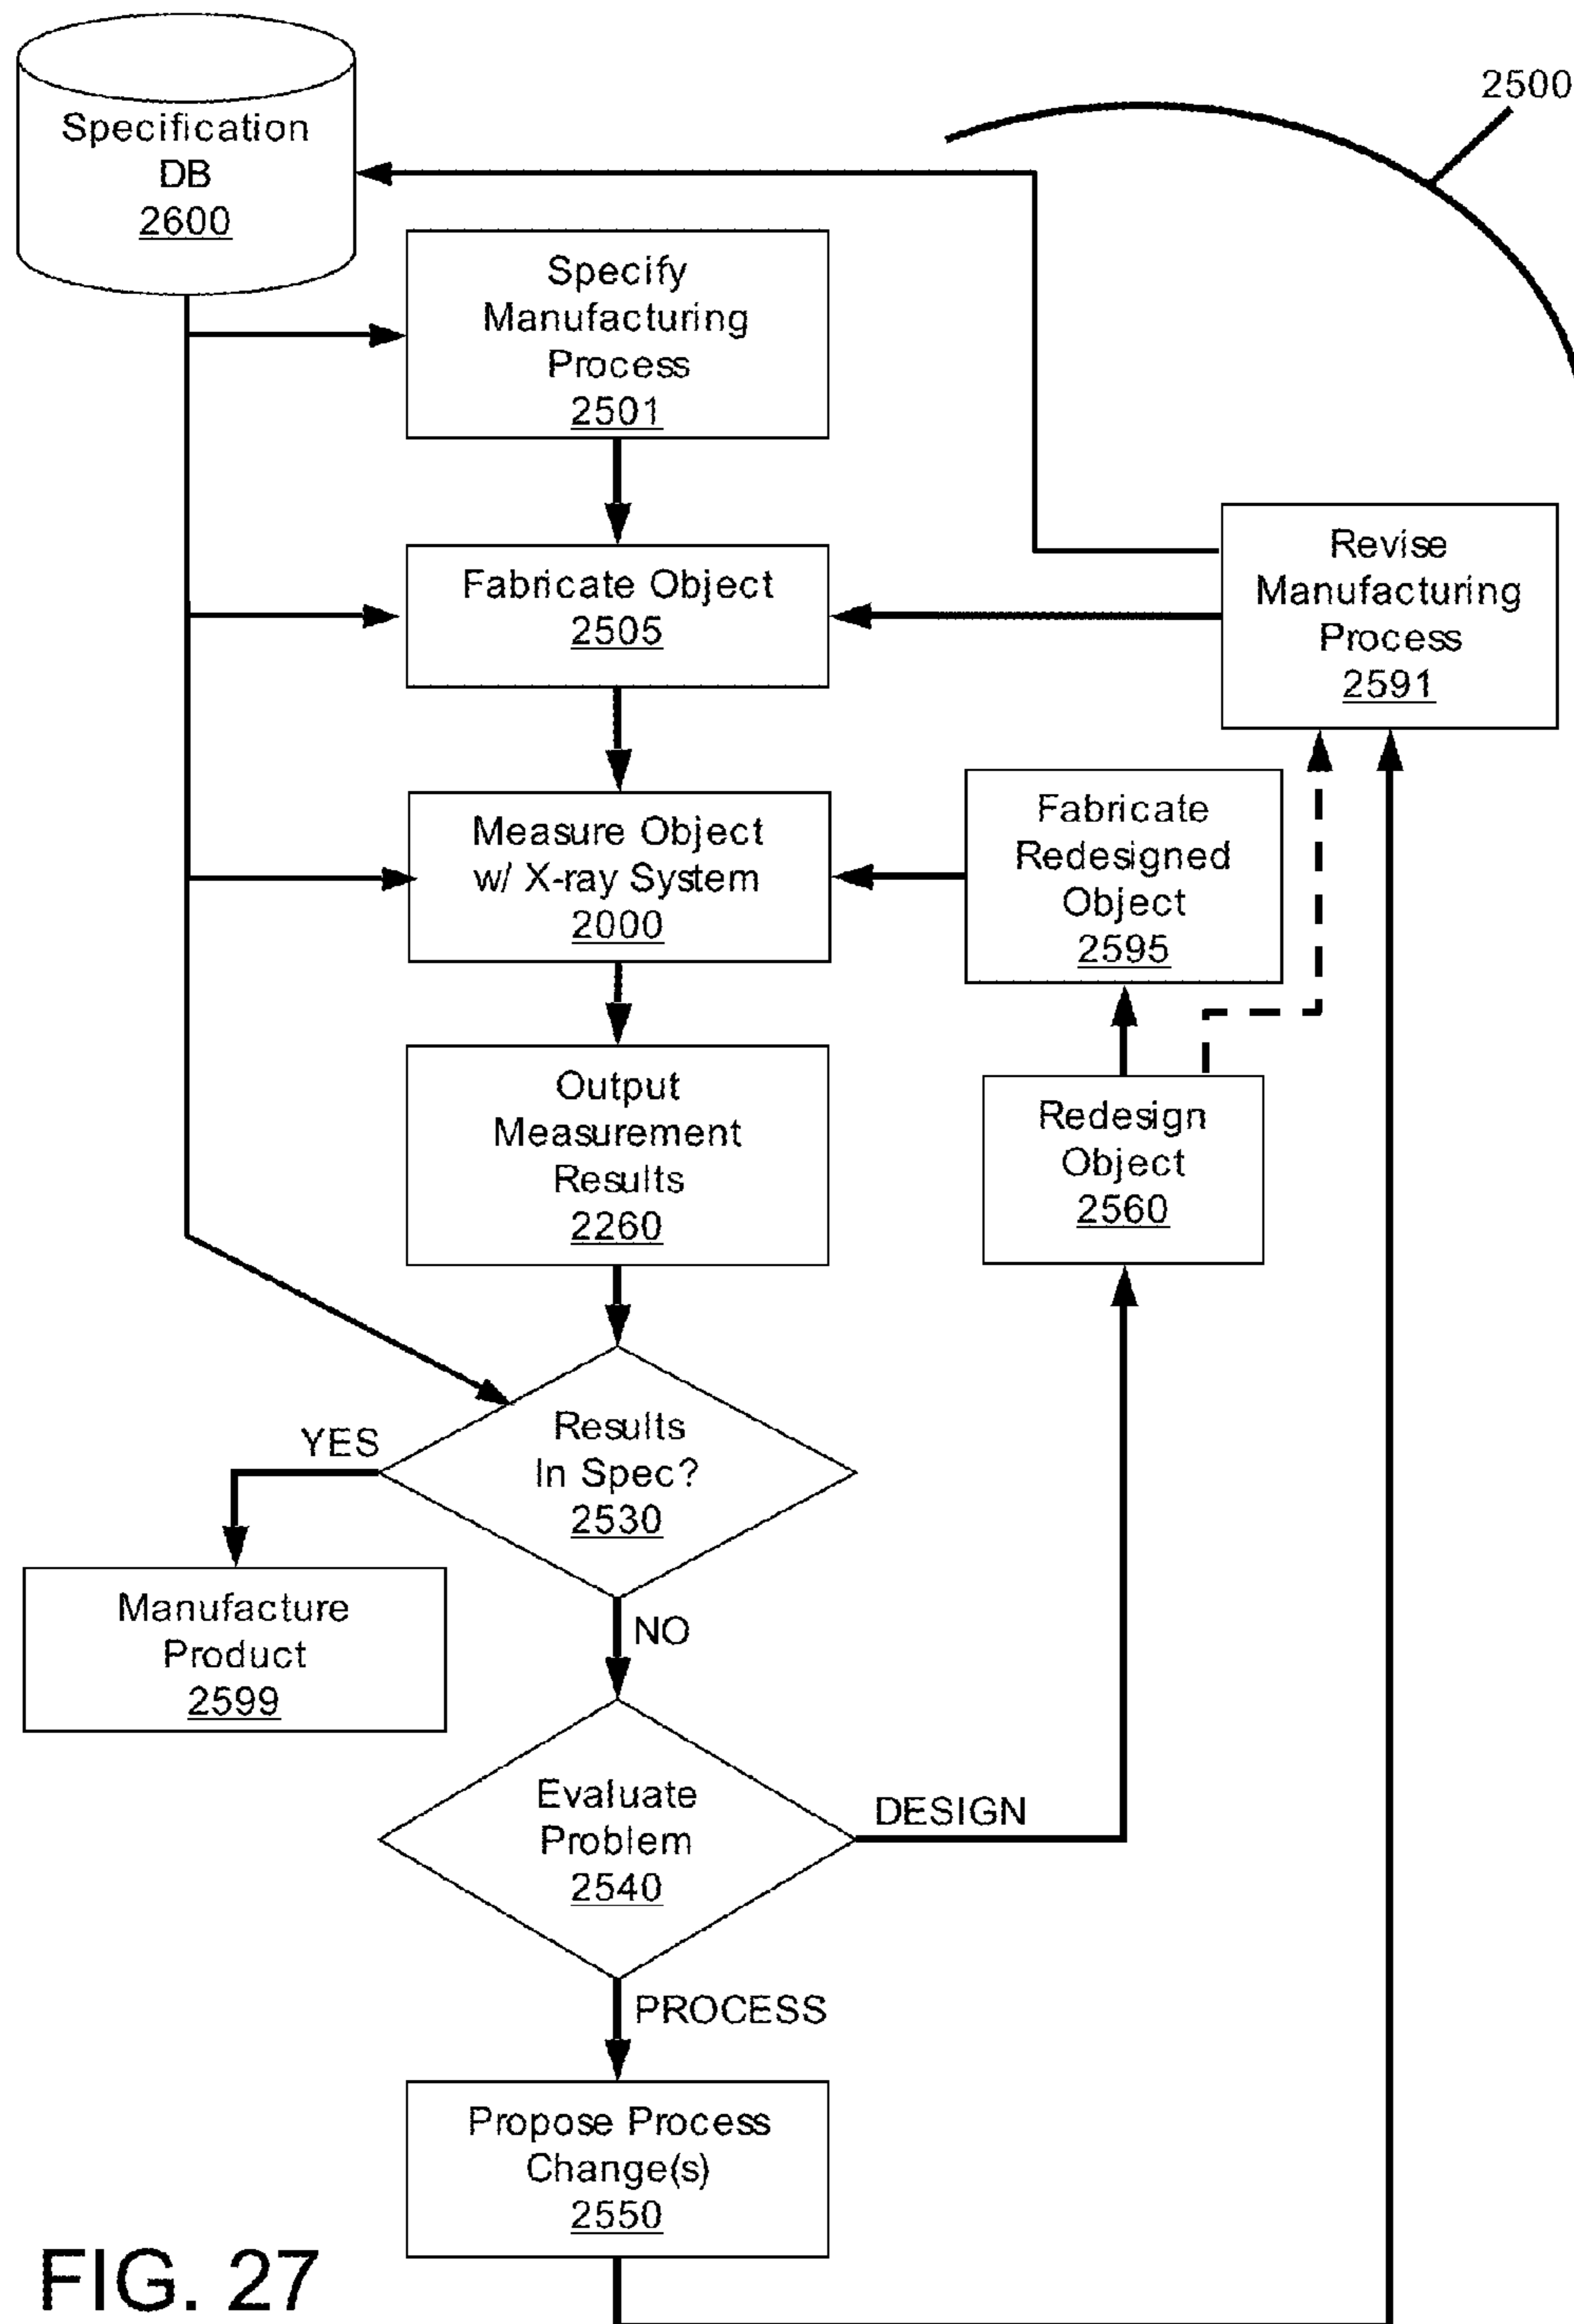 2500
Specification
DB
2600
Specify
Manufacturing
Process
2501
Revise
Manufacturing
Process
2591
Fabricate Object
2505
Fabricate
Redesigned
Object
2595
Measure Object
w/ X-ray System
2000
Output
Measurement
Results
2260
Redesign
Object
2560
YES
Results
In Spec?
2530
Manufacture
Product
2599
NO
Evaluate
Problem
2540
DESIGN
PROCESS
Propose Process
Change(s)
2550
FIG. 27